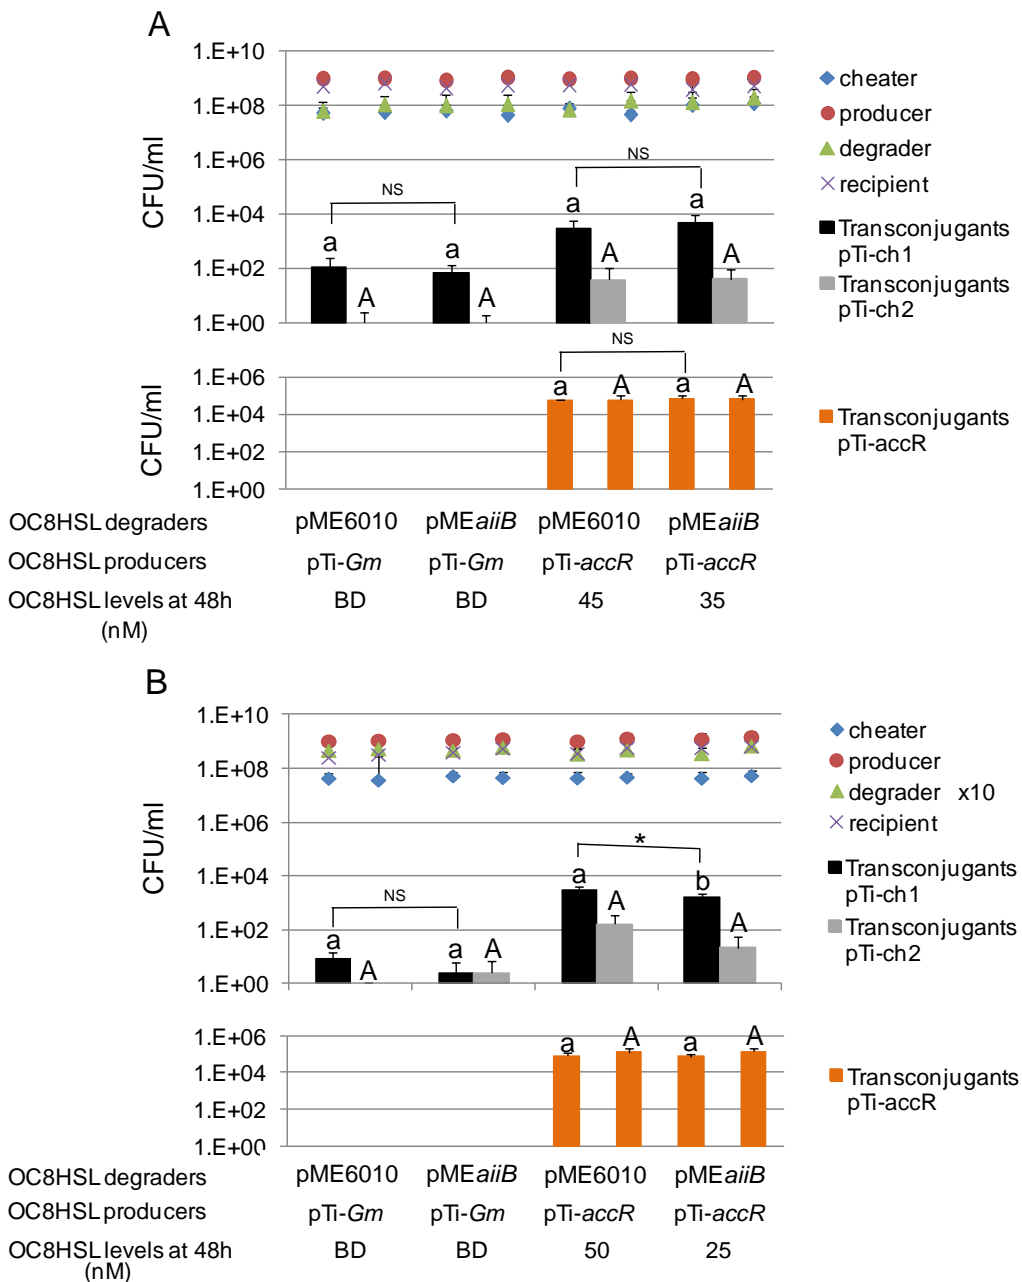 A
1.E+10
1.E+08
1.E+06
1.E+04
1.E+02
1.E+00
CFU/ml
NS
NS
a
A
a
A
a
A
a
A
cheater
producer
degrader
recipient
Transconjugants
pTi-ch1
Transconjugants
pTi-ch2
1.E+06
1.E+04
1.E+02
1.E+00
CFU/ml
NS
a
A
a
A
Transconjugants
pTi-accR
OC8HSL degraders pME6010 pMEaiiB pME6010 pMEaiiB
OC8HSL producers pTi-Gm pTi-Gm pTi-accR pTi-accR
OC8HSL levels at 48h BD BD 45 35
(nM)
B
1.E+10
1.E+08
1.E+06
1.E+04
1.E+02
1.E+00
CFU/ml
NS
*
a
A
a
A
a
A
b
A
cheater
producer
degrader x10
recipient
Transconjugants
pTi-ch1
Transconjugants
pTi-ch2
1.E+06
1.E+04
1.E+02
1.E+00
a
A
a
A
Transconjugants
pTi-accR
OC8HSL degraders pME6010 pMEaiiB pME6010 pMEaiiB
OC8HSL producers pTi-Gm pTi-Gm pTi-accR pTi-accR
OC8HSL levels at 48h BD BD 50 25
(nM)